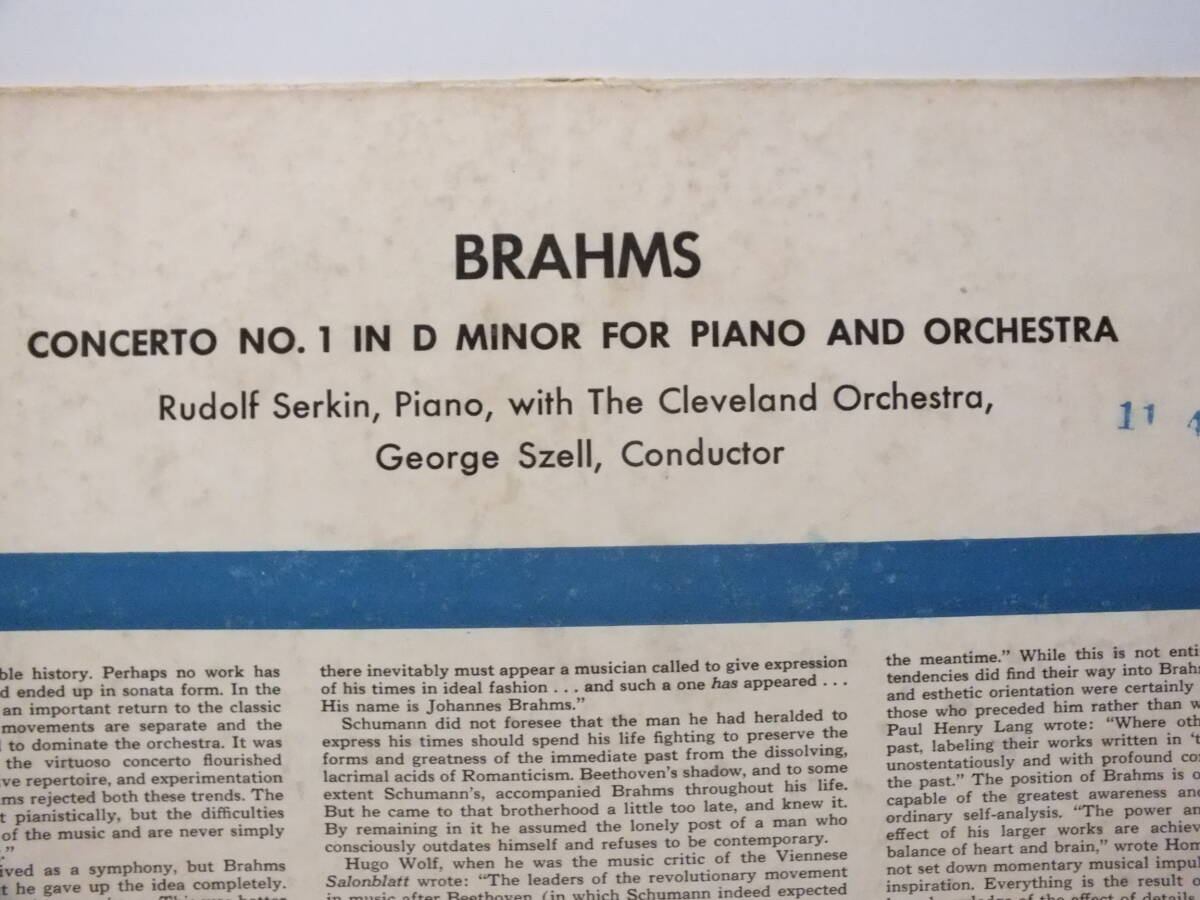 BRAHMS
CONCERTO NO. 1 IN D MINOR FOR PIANO AND ORCHESTRA
Rudolf Serkin, Piano, with The Cleveland Orchestra,
George Szell, Conductor
11
ble history. Perhaps no work has
d ended up in sonata form. In the
an important return to the classic
movements are separate and the
to dominate the orchestra. It was
the virtuoso concerto flourished
ve repertoire, and experimentation
ms rejected both these trends. The
t pianistically, but the difficulties
of the music and are never simply
."
ived as a symphony, but Brahms
t he gave up the idea completely.
there inevitably must appear a musician called to give expression
of his times in ideal fashion . . . and such a one has appeared . . .
His name is Johannes Brahms."
Schumann did not foresee that the man he had heralded to
express his times should spend his life fighting to preserve the
forms and greatness of the immediate past from the dissolving,
lacrimal acids of Romanticism. Beethoven's shadow, and to some
extent Schumann's, accompanied Brahms throughout his life.
But he came to that brotherhood a little too late, and knew it.
By remaining in it he assumed the lonely post of a man who
consciously outdates himself and refuses to be contemporary.
Hugo Wolf, when he was the music critic of the Viennese
Salonblatt wrote: "The leaders of the revolutionary movement
in music after Beethoven (in which Schumann indeed expected
the meantime." While this is not enti
tendencies did find their way into Brah
and esthetic orientation were certainly
those who preceded him rather than w
Paul Henry Lang wrote: "Where oth
past, labeling their works written in 't
unostentatiously and with profound co
the past." The position of Brahms is o
capable of the greatest awareness and
ordinary self-analysis. "The power an
effect of his larger works are achiev
balance of heart and brain," wrote Hom
not set down momentary musical impul
inspiration. Everything is the result o